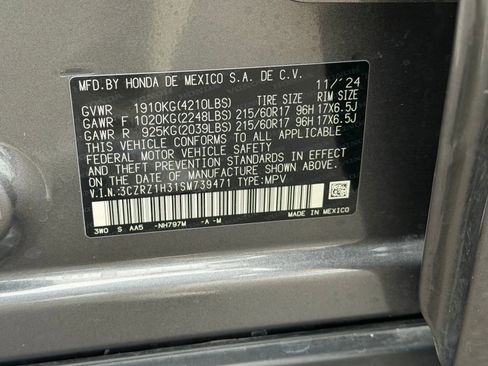 MFD.BY HONDA DE MEXICO S.A. DE C.V.
11/'24
TIRE SIZE RIM SIZE
GVWR 1910KG(4210LBS)
GAWR F 1020KG(2248LBS) 215/60R17 96H 17X6.5J
GAWR R 925KG(2039LBS) 215/60R17 96H 17X6.5J
THIS VEHICLE CONFORMS TO ALL APPLICABLE
FEDERAL MOTOR VEHICLE SAFETY
AND THEFT PREVENTION STANDARDS IN EFFECT
ON THE DATE OF MANUFACTURE SHOWN ABOVE.
V.I.N.:3CZRZ1H31SM739471 TYPE:MPV
3W0 S AA5 -NH797M -A -M
MADE IN MEXICO